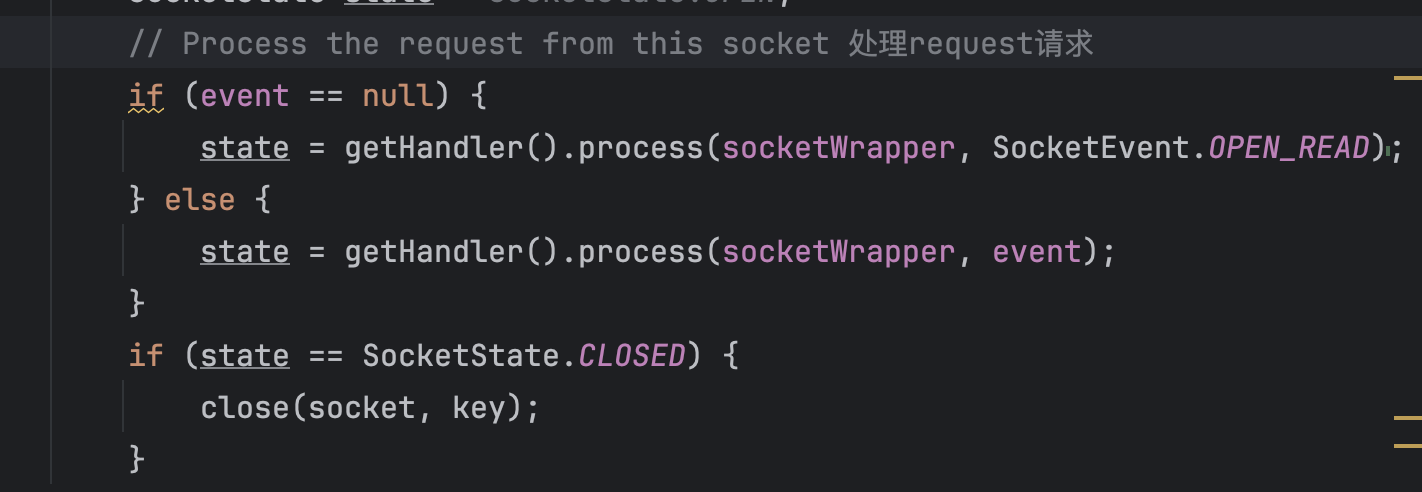 // Process the request from this socket 处理request请求
if (event == null) {
state = getHandler().process(socketWrapper, SocketEvent.OPEN_READ);
} else {
state = getHandler().process(socketWrapper, event);
}
if (state == SocketState.CLOSED) {
close(socket, key);
}